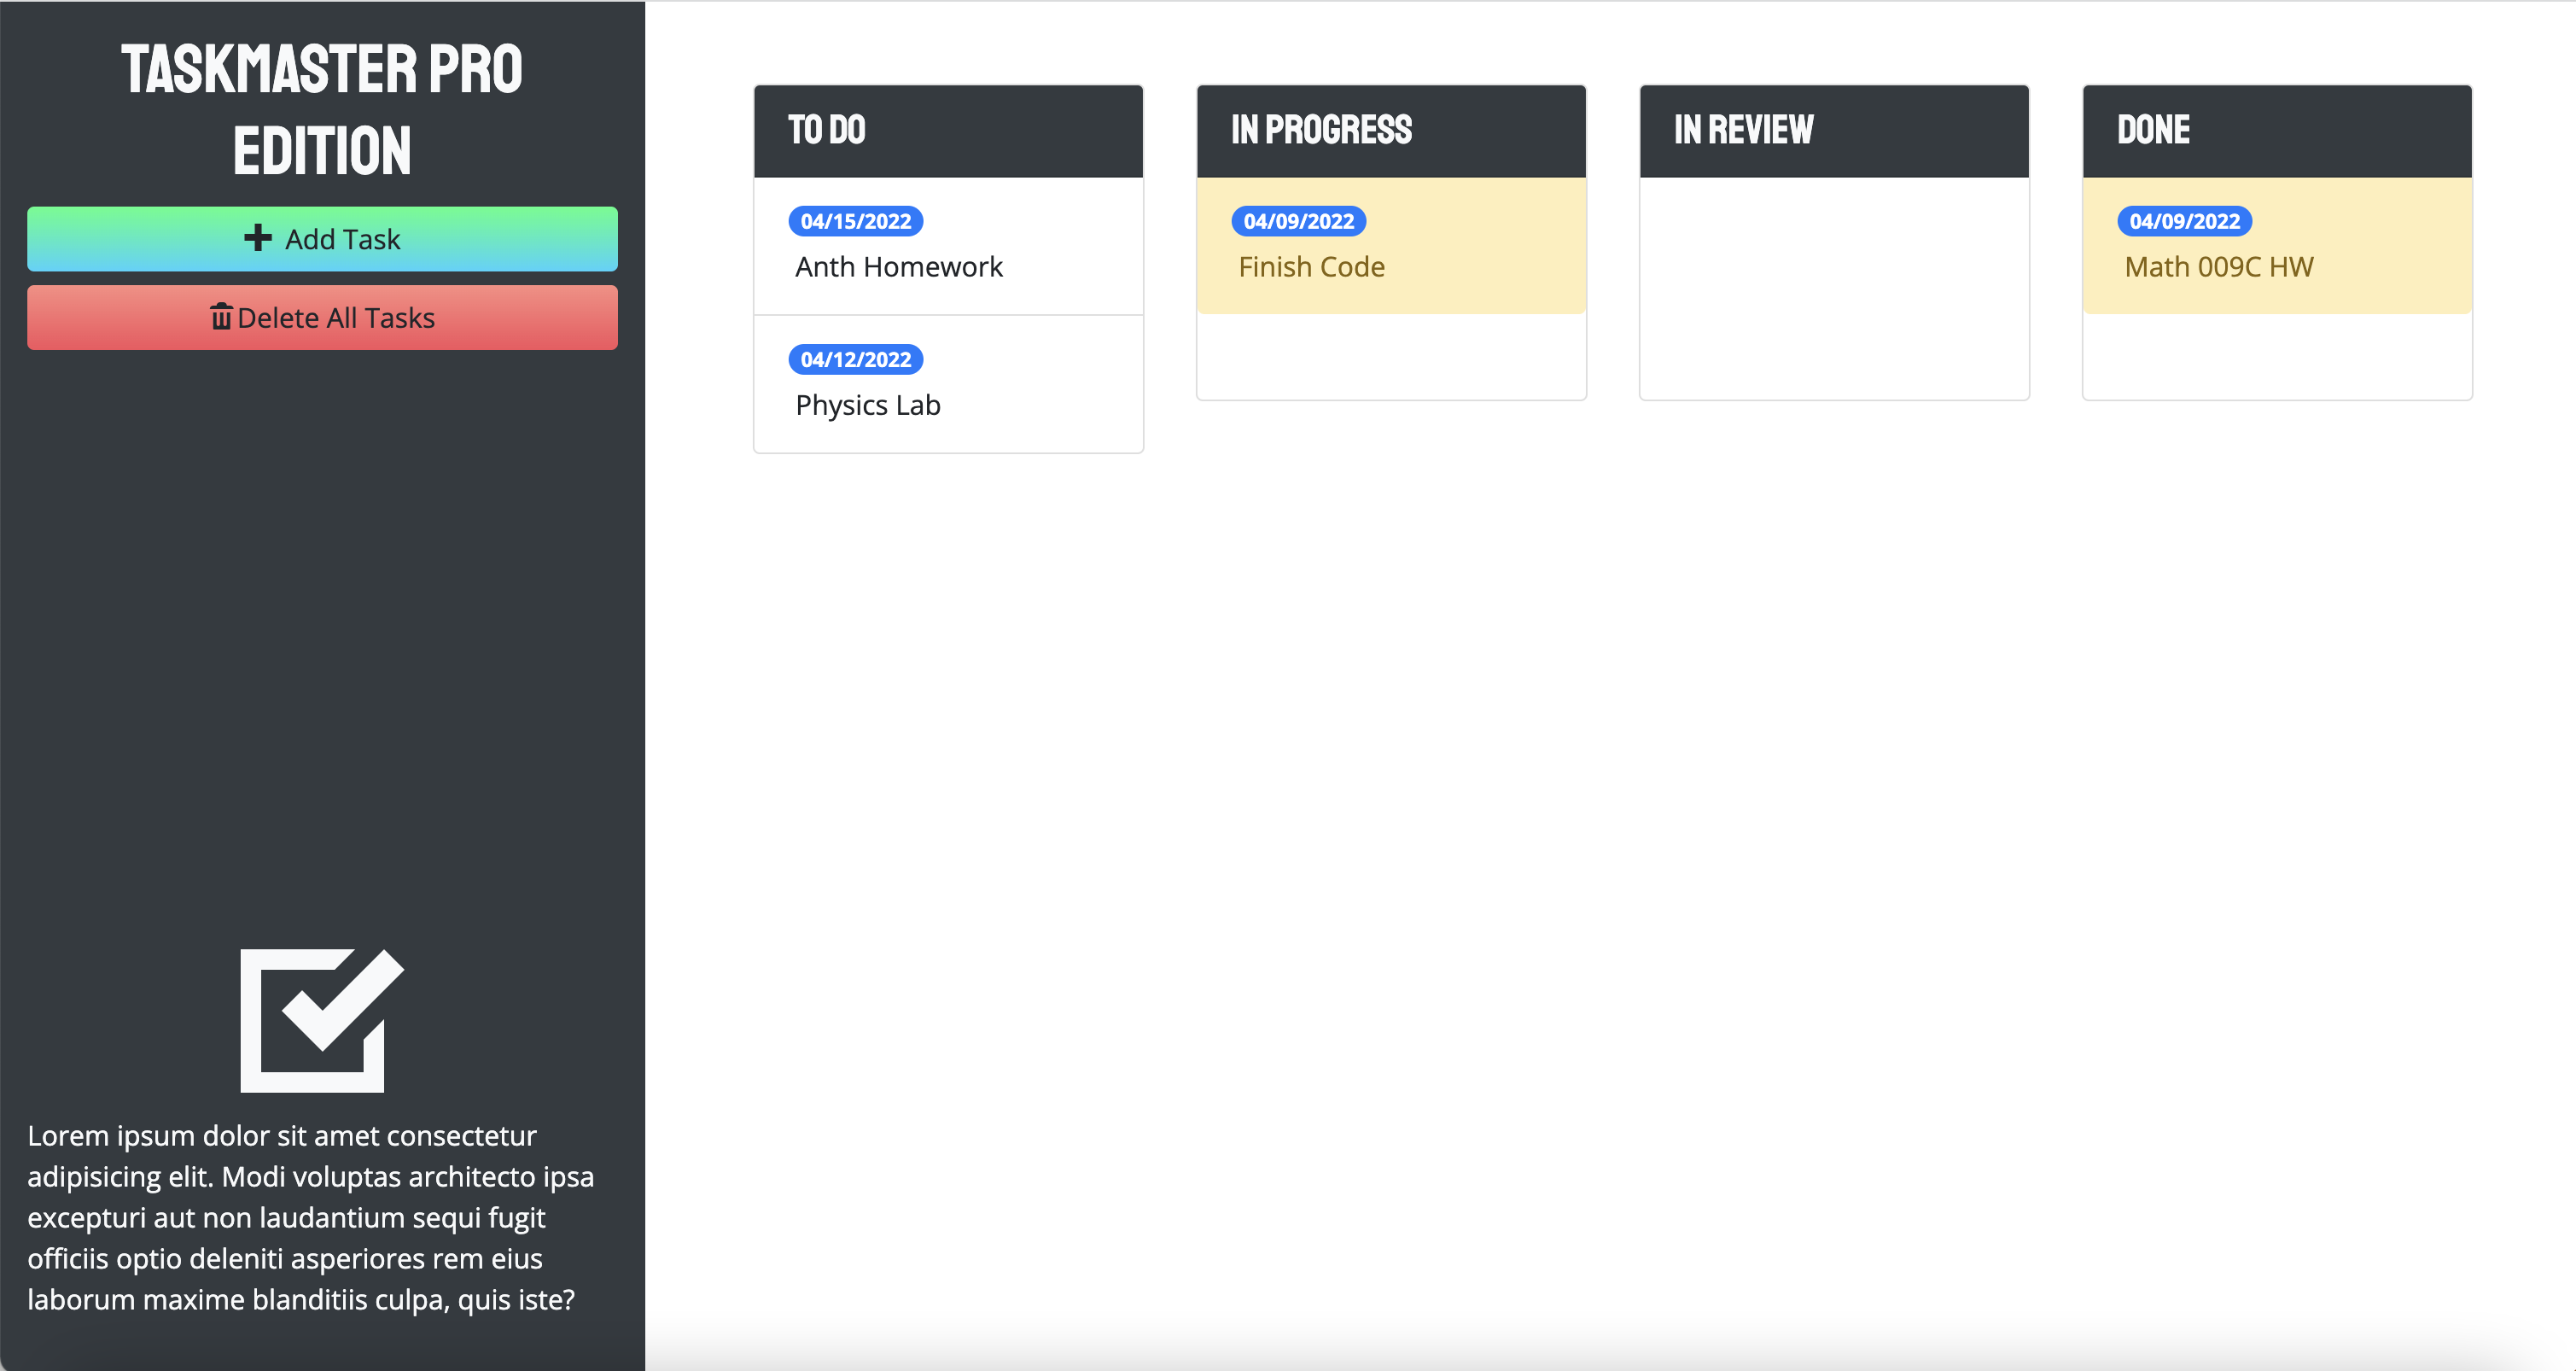 TASKMASTER PRO
EDITION
Add Task
Delete All Tasks
Lorem ipsum dolor sit amet consectetur
adipisicing elit. Modi voluptas architecto ipsa
excepturi aut non laudantium sequi fugit
officiis optio deleniti asperiores rem eius
laborum maxime blanditiis culpa, quis iste?
TO DO
04/15/2022
Anth Homework
04/12/2022
Physics Lab
IN PROGRESS
04/09/2022
Finish Code
IN REVIEW
DONE
04/09/2022
Math 009C HW